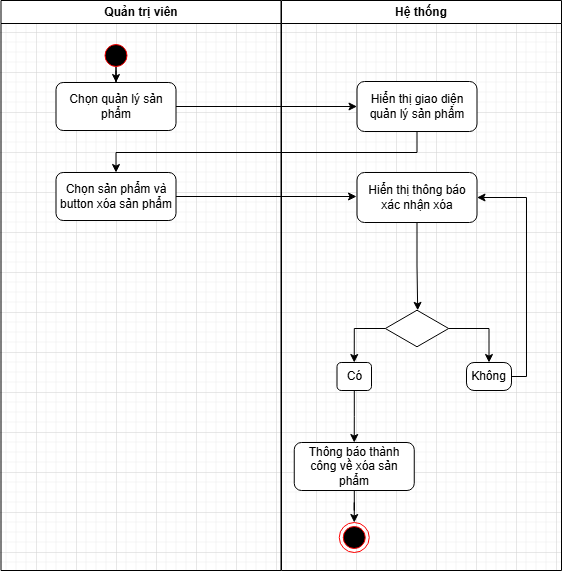 Quản trị viên
Hệ thống
Chọn quản lý sản
phẩm
Hiển thị giao diện
quản lý sản phẩm
Chọn sản phẩm và
button xóa sản phẩm
Hiển thị thông báo
xác nhận xóa
Có
Không
Thông báo thành
công về xóa sản
phẩm